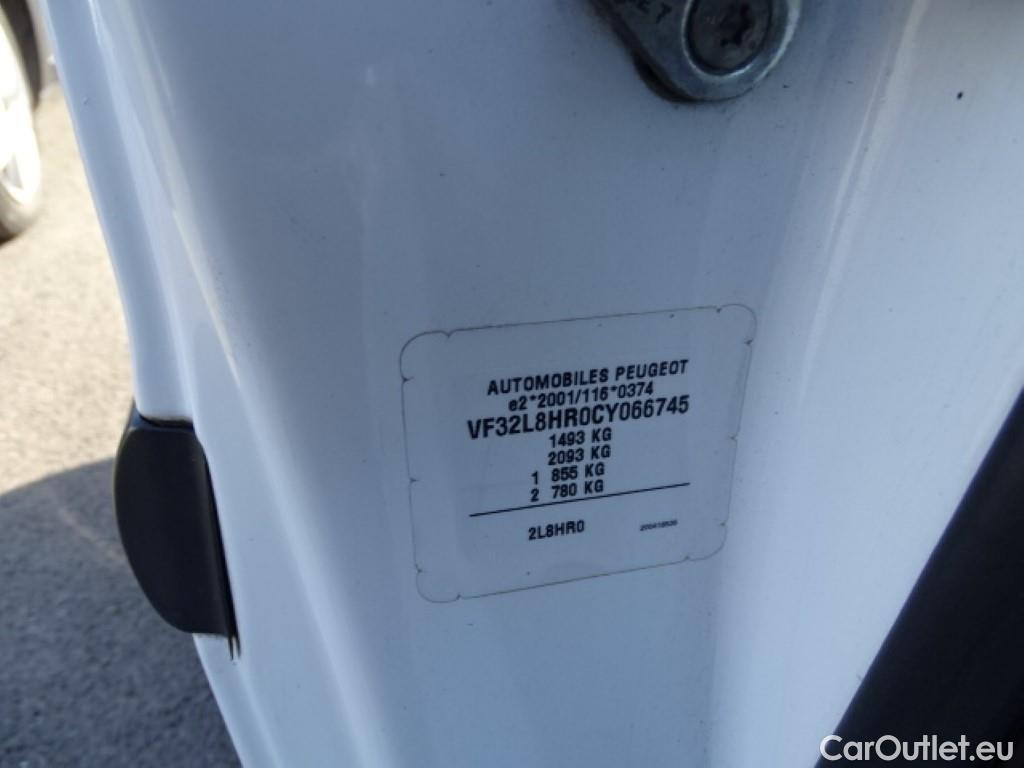 AUTOMOBILES PEUGEOT
e2*2001/116*0374
VF32L8HR0CY066745
1493 KG
2093 KG
1 855 KG
2 780 KG
2L8HR0
CarOutlet.eu